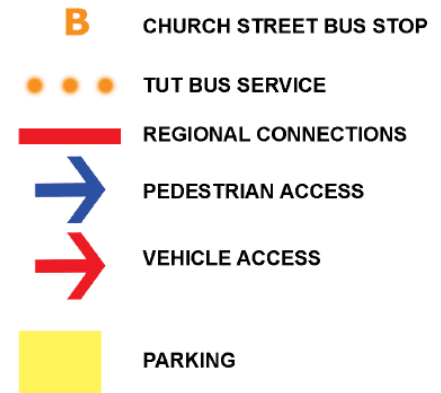 B CHURCH STREET BUS STOP
TUT BUS SERVICE
REGIONAL CONNECTIONS
PEDESTRIAN ACCESS
VEHICLE ACCESS
PARKING